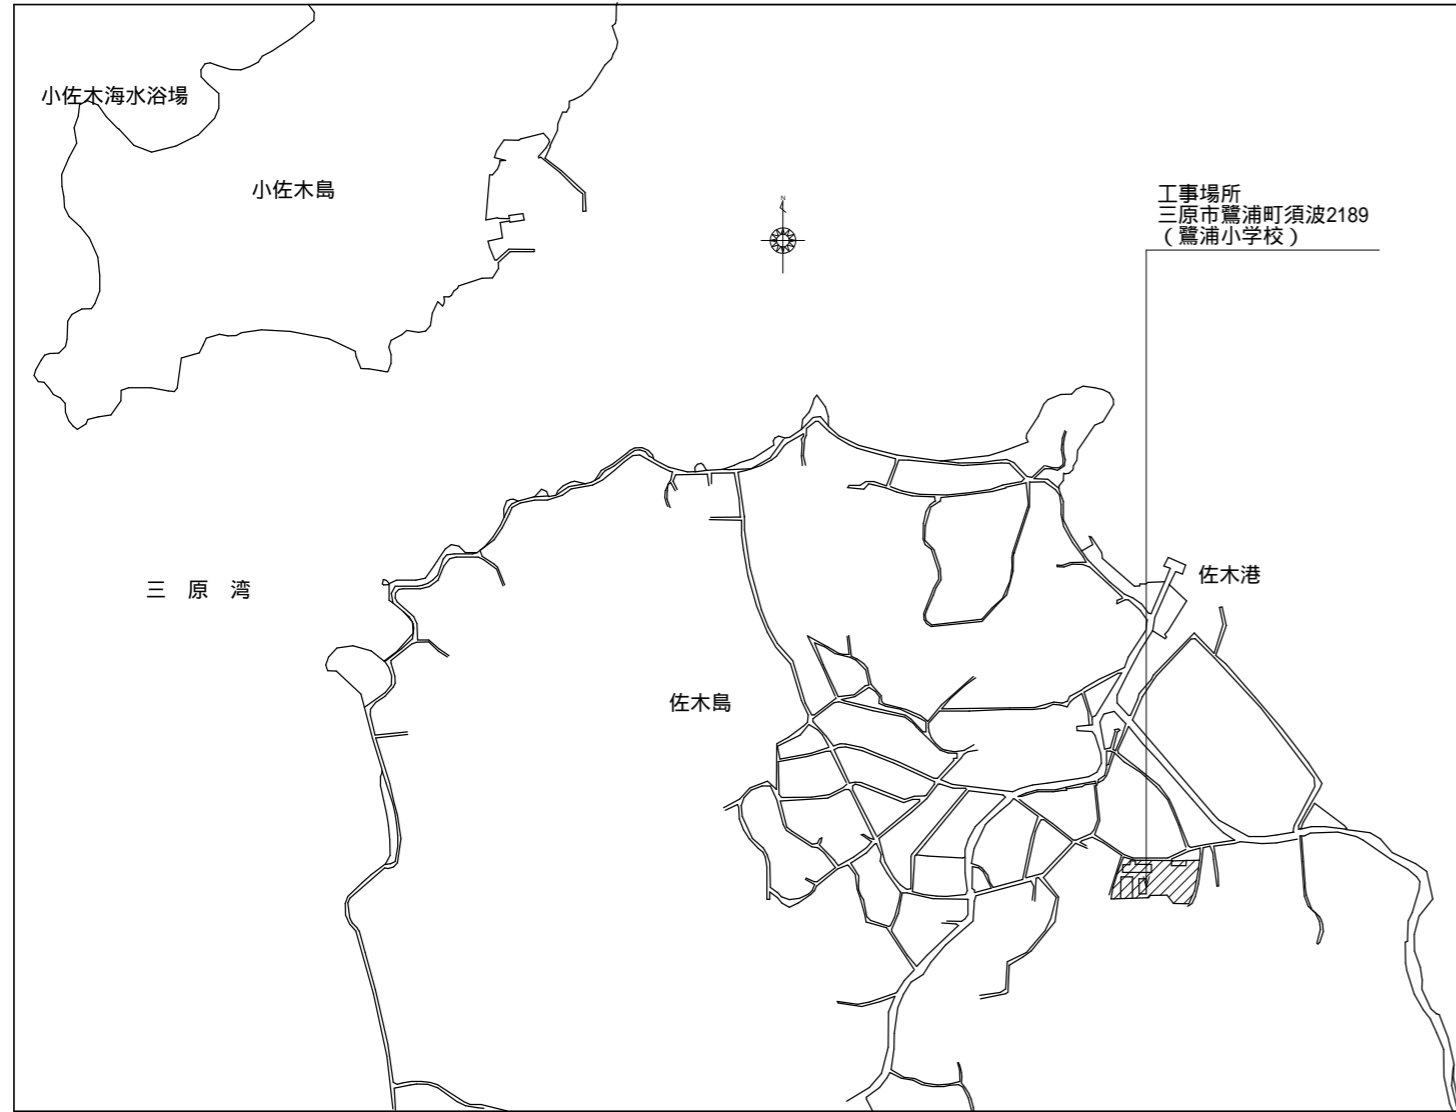 小佐木海水浴場
小佐木島
N
工事場所
三原市鷺浦町須波2189
（鷺浦小学校）
三 原 湾
佐木港
佐木島